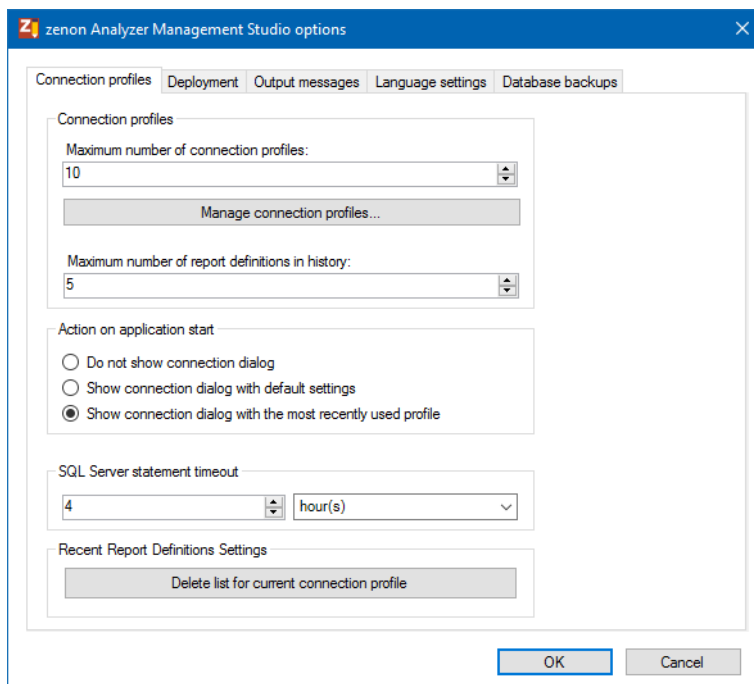 zenon Analyzer Management Studio options
Connection profiles Deployment Output messages Language settings Database backups
Connection profiles
Maximum number of connection profiles:
10
Manage connection profiles...
Maximum number of report definitions in history:
5
Action on application start
Do not show connection dialog
Show connection dialog with default settings
Show connection dialog with the most recently used profile
SQL Server statement timeout
4 hour(s)
Recent Report Definitions Settings
Delete list for current connection profile
OK Cancel